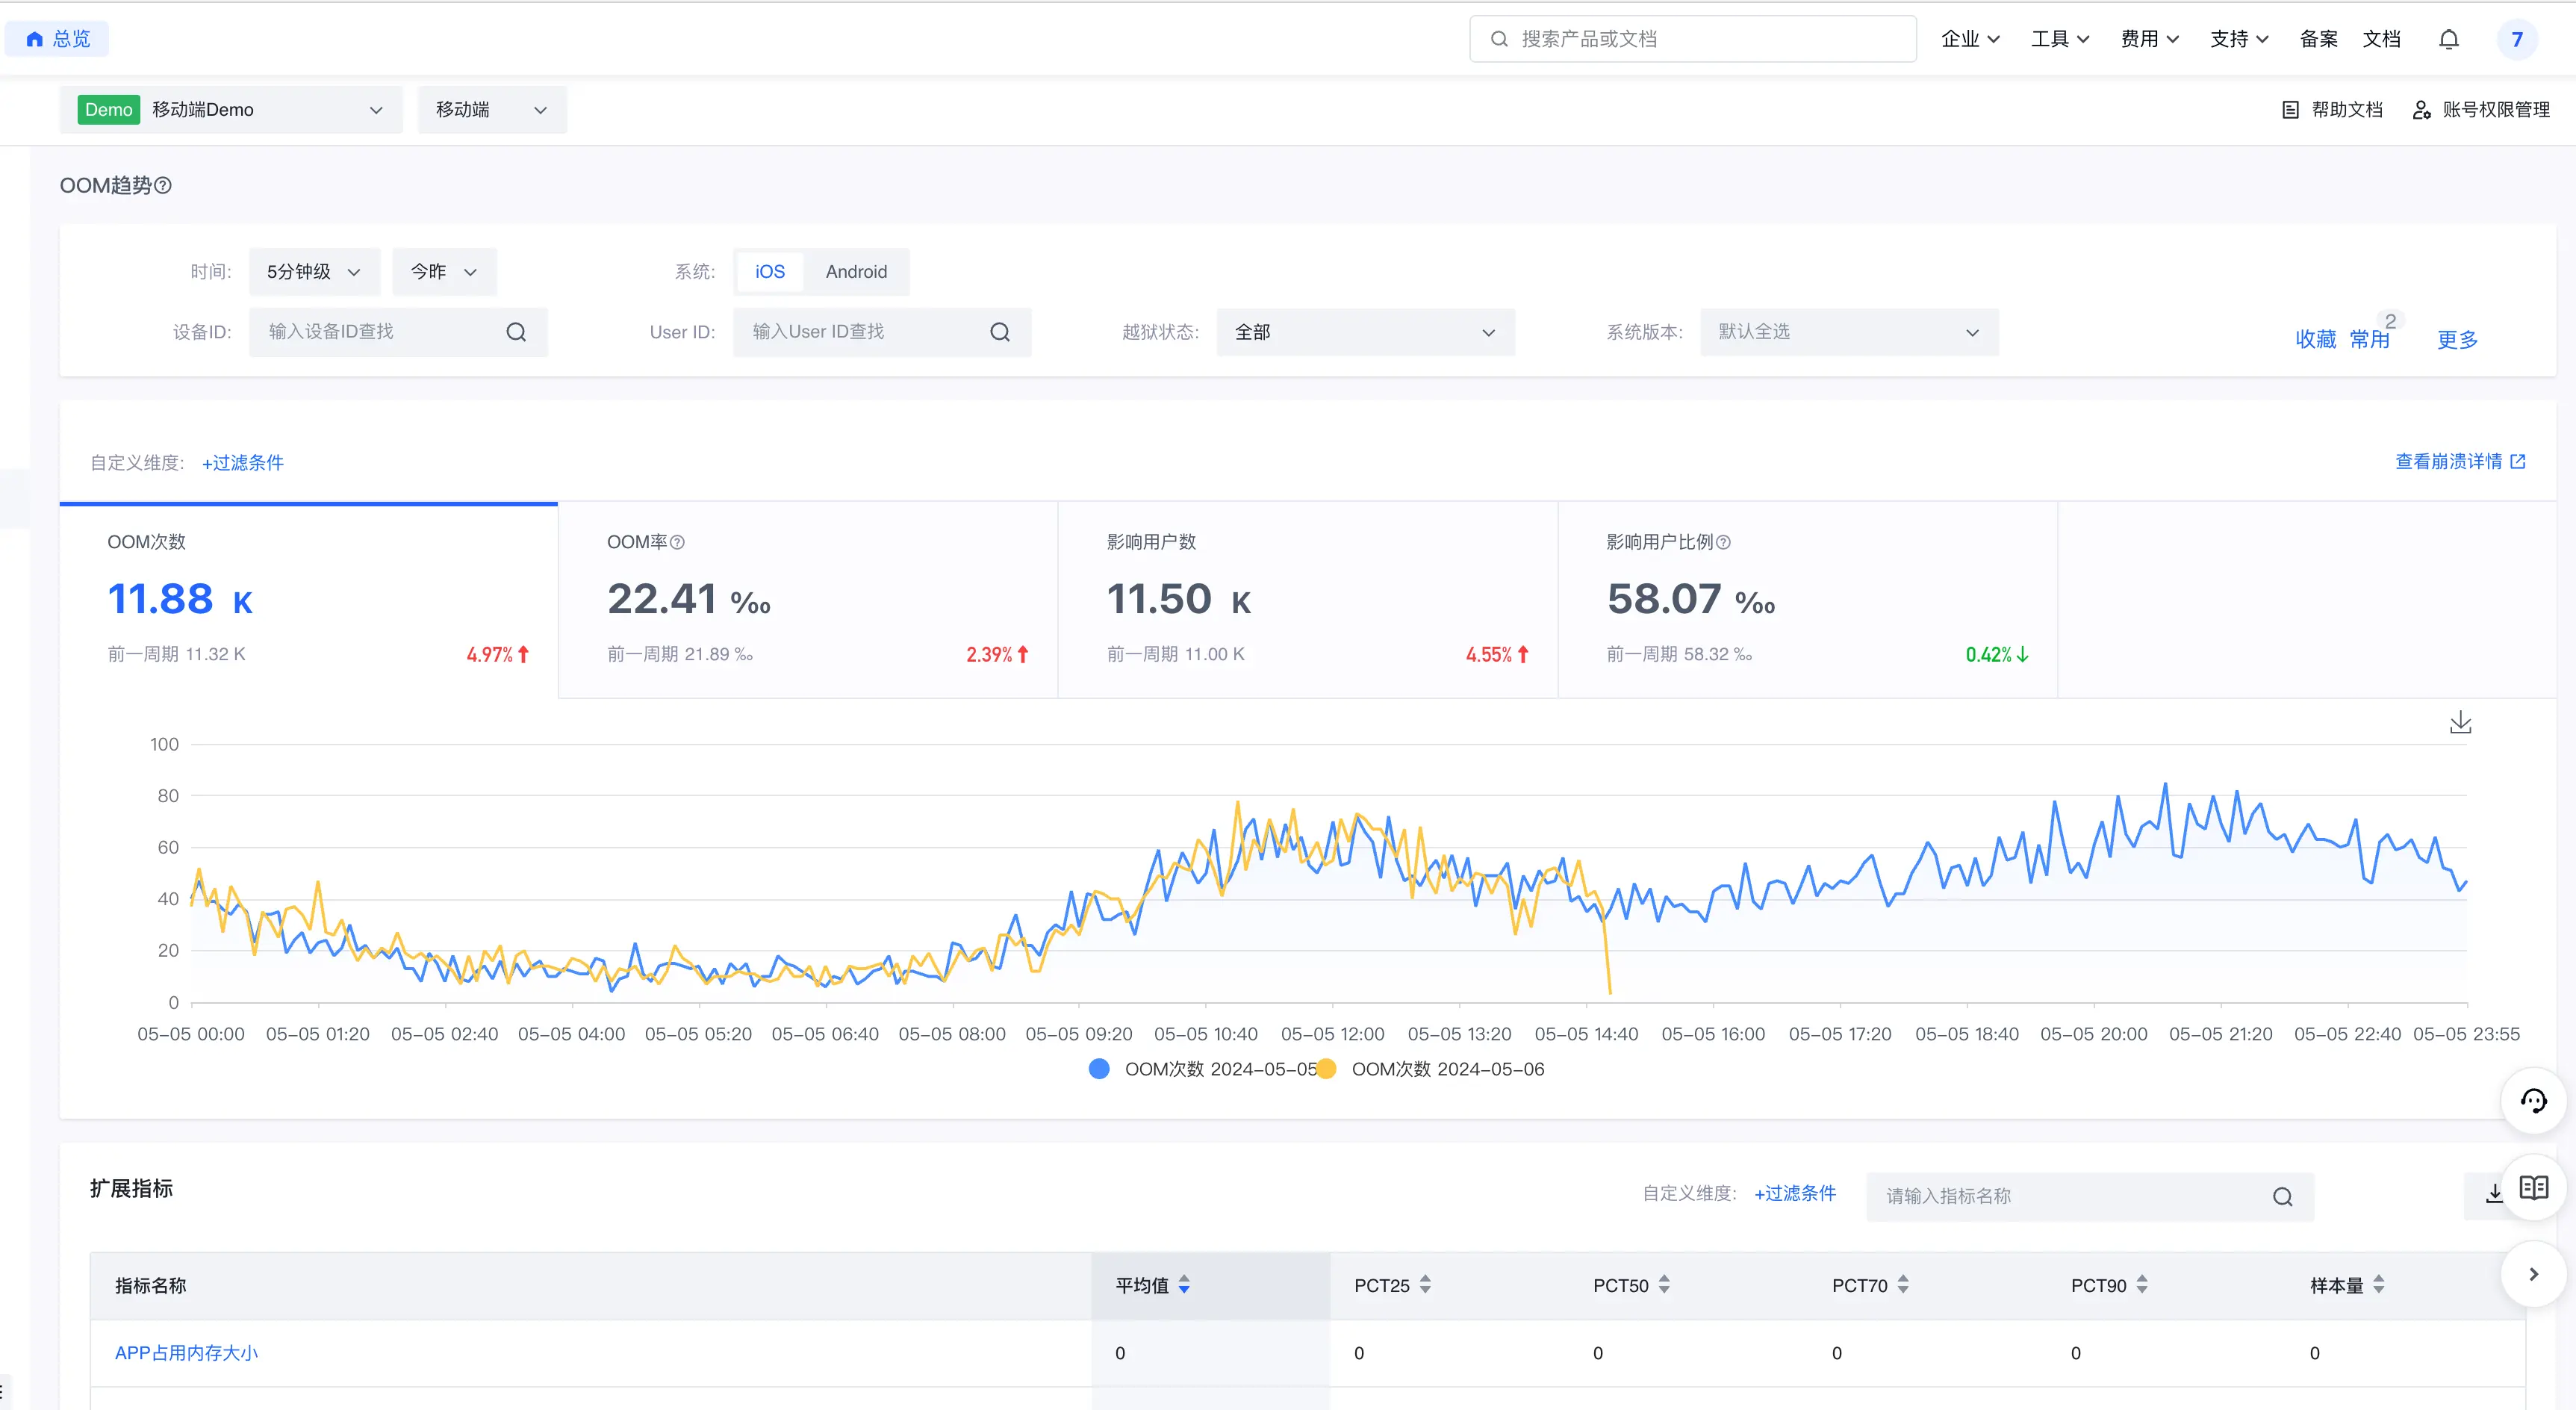 总览
搜索产品或文档
企业 工具 费用 支持 备案 文档 7
Demo 移动端Demo 移动端 帮助文档 账号权限管理
OOM趋势
时间: 5分钟级 今昨 系统: iOS Android
设备ID: 输入设备ID查找 User ID: 输入User ID查找 越狱状态: 全部 系统版本: 默认全选 收藏 常用 2 更多
自定义维度: +过滤条件 查看崩溃详情
OOM次数 OOM率 影响用户数 影响用户比例
11.88 K 22.41 ‰ 11.50 K 58.07 ‰
前一周期 11.32 K 4.97% 前一周期 21.89 ‰ 2.39% 前一周期 11.00 K 4.55% 前一周期 58.32 ‰ 0.42%
100
80
60
40
20
0
05-05 00:00 05-05 01:20 05-05 02:40 05-05 04:00 05-05 05:20 05-05 06:40 05-05 08:00 05-05 09:20 05-05 10:40 05-05 12:00 05-05 13:20 05-05 14:40 05-05 16:00 05-05 17:20 05-05 18:40 05-05 20:00 05-05 21:20 05-05 22:40 05-05 23:55
OOM次数 2024-05-05 OOM次数 2024-05-06
扩展指标 自定义维度: +过滤条件 请输入指标名称
指标名称 平均值 PCT25 PCT50 PCT70 PCT90 样本量
APP占用内存大小 0 0 0 0 0 0